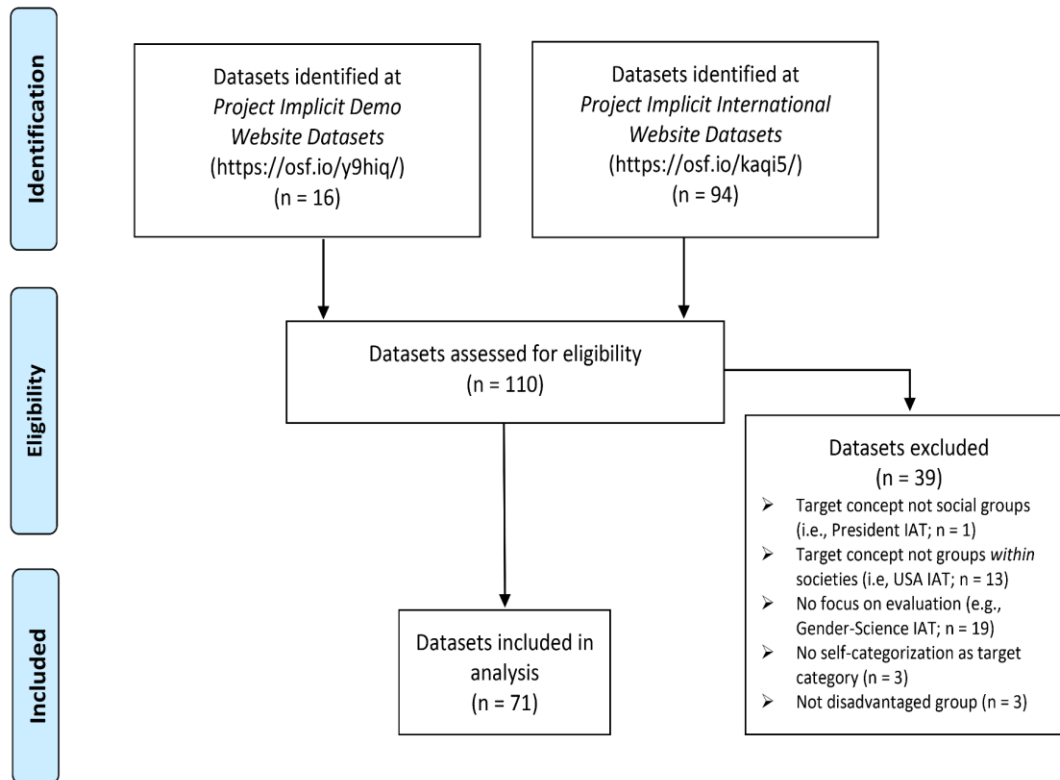 Identification
Datasets identified at
Project Implicit Demo
Website Datasets
(https://osf.io/y9hiq/)
(n = 16)
Datasets identified at
Project Implicit International
Website Datasets
(https://osf.io/kaqi5/)
(n = 94)
Eligibility
Datasets assessed for eligibility
(n = 110)
Datasets excluded
(n = 39)
➢ Target concept not social groups
(i.e., President IAT; n = 1)
➢ Target concept not groups within
societies (i.e, USA IAT; n = 13)
➢ No focus on evaluation (e.g.,
Gender-Science IAT; n = 19)
➢ No self-categorization as target
category (n = 3)
➢ Not disadvantaged group (n = 3)
Included
Datasets included in
analysis
(n = 71)